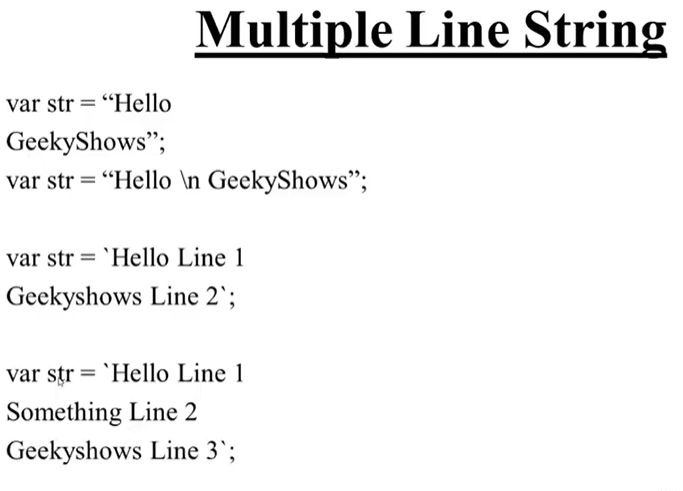 Multiple Line String
var str = “Hello
GeekyShows”;
var str = “Hello \n GeekyShows”;
var str = `Hello Line 1
Geekyshows Line 2`;
var str = `Hello Line 1
Something Line 2
Geekyshows Line 3`;